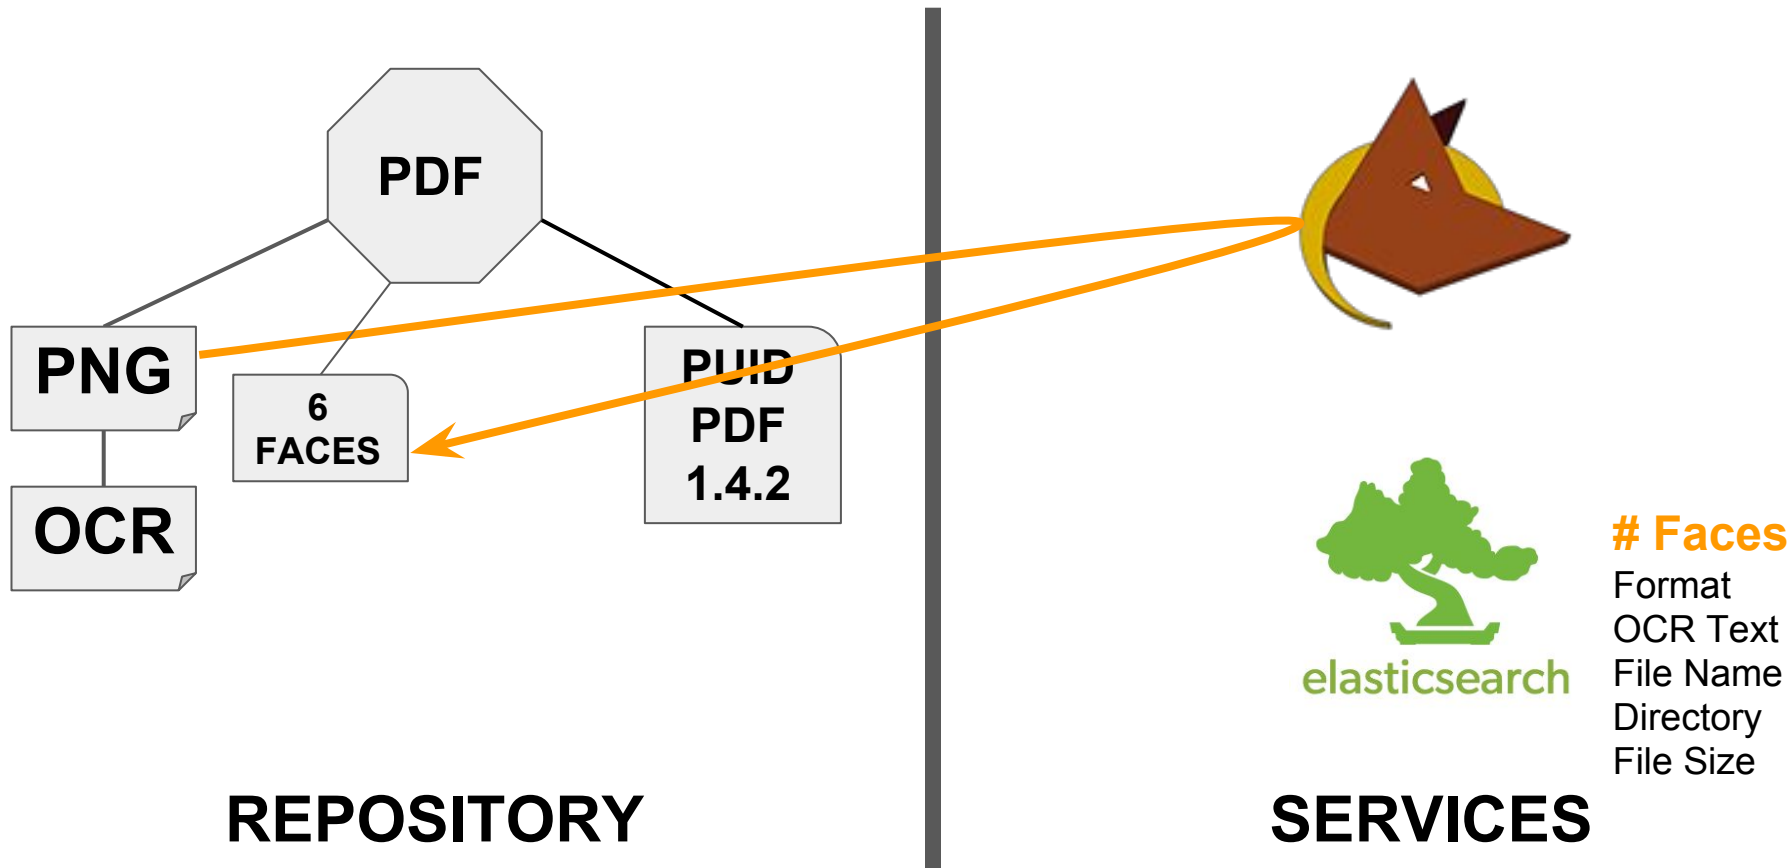 PDF
PNG
6
FACES
PUID
PDF
1.4.2
OCR
REPOSITORY
elasticsearch
# Faces
Format
OCR Text
File Name
Directory
File Size
SERVICES